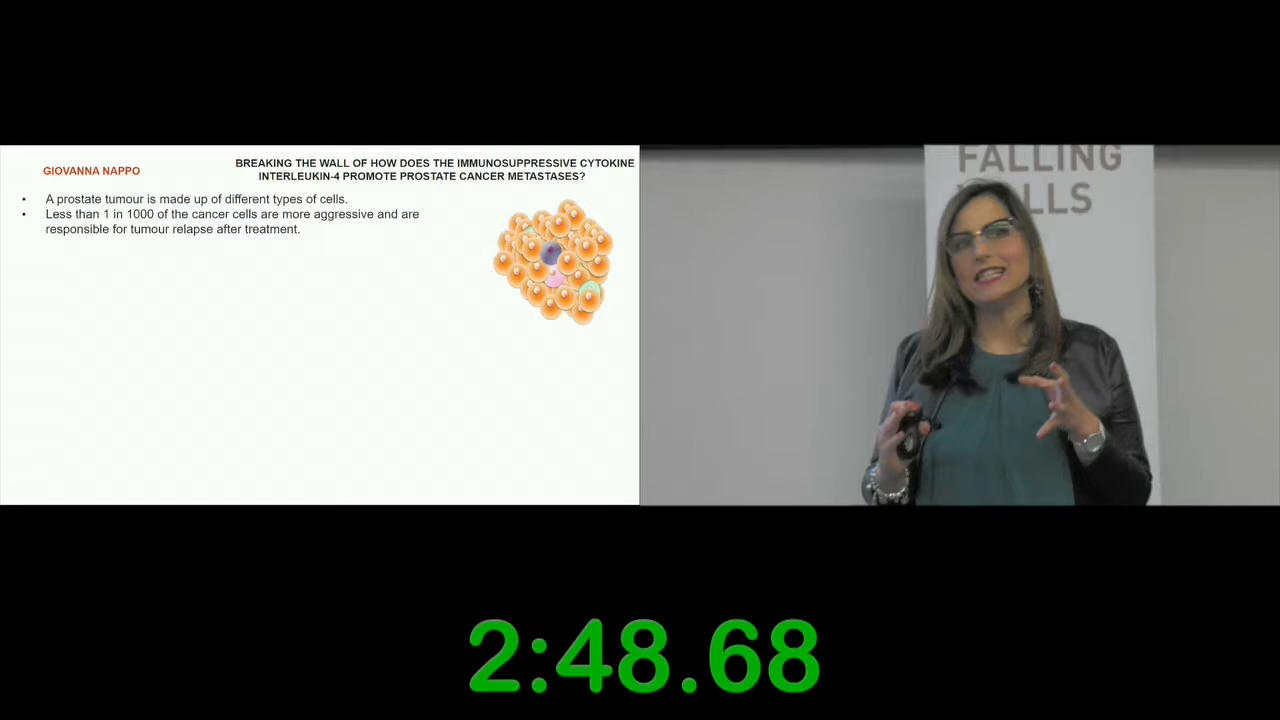 GIOVANNA NAPPO
BREAKING THE WALL OF HOW DOES THE IMMUNOSUPPRESSIVE CYTOKINE
INTERLEUKIN-4 PROMOTE PROSTATE CANCER METASTASES?
• A prostate tumour is made up of different types of cells.
• Less than 1 in 1000 of the cancer cells are more aggressive and are
responsible for tumour relapse after treatment.
FALLING
WALLS
2:48.68